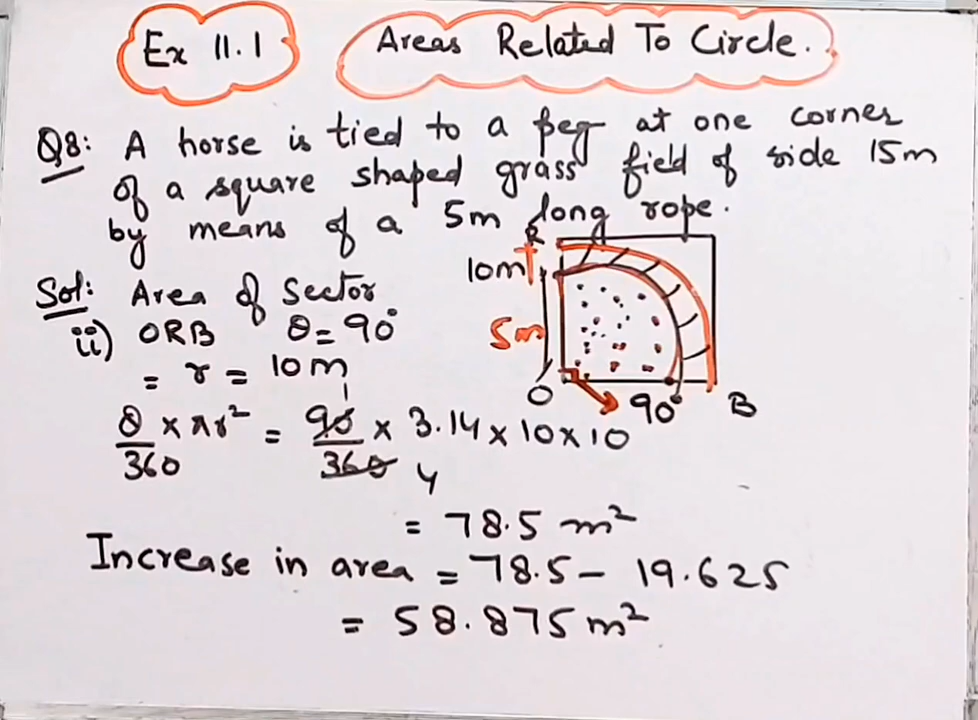 Ex 11.1
Areas Related To Circle.
Q8: A horse is tied to a peg at one corner
of a square shaped grass field of side 15m
by means of a 5m long rope.
R
10m
Sol: Area of Sector
ii) ORB θ = 90°
5m
= r = 10m
O 90° B
θ/360 × πr² = 90/360 × 3.14 × 10 × 10
1
4
= 78.5 m²
Increase in area = 78.5 - 19.625
= 58.875 m²